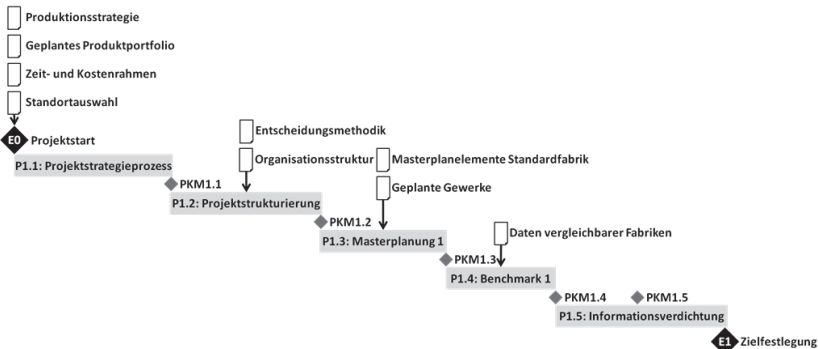 Produktionsstrategie
Geplantes Produktportfolio
Zeit- und Kostenrahmen
Standortauswahl
E0 Projektstart
Entscheidungsmethodik
P1.1: Projektstrategieprozess
Organisationsstruktur
Masterplanelemente Standardfabrik
PKM1.1
Geplante Gewerke
P1.2: Projektstrukturierung
PKM1.2
P1.3: Masterplanung 1
Daten vergleichbarer Fabriken
PKM1.3
P1.4: Benchmark 1
PKM1.4
PKM1.5
P1.5: Informationsverdichtung
E1 Zielfestlegung